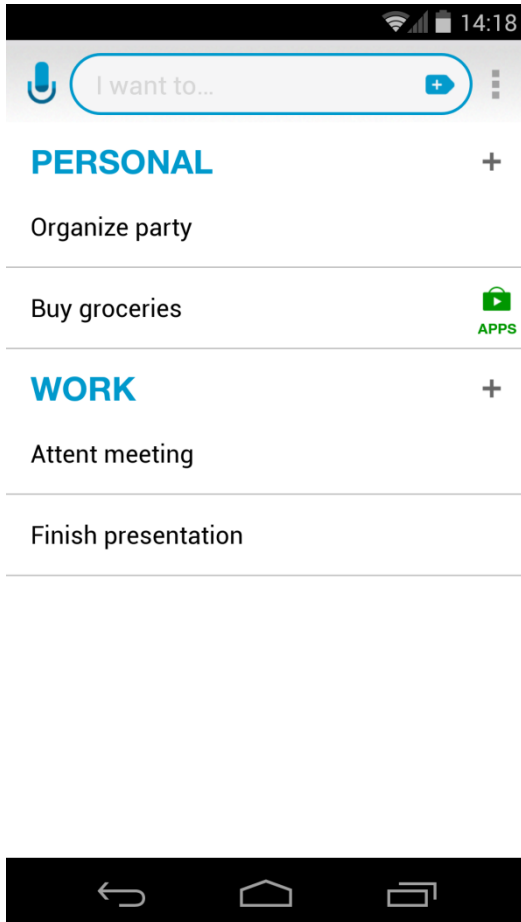 14:18
I want to...
PERSONAL
Organize party
Buy groceries
APPS
WORK
Attent meeting
Finish presentation